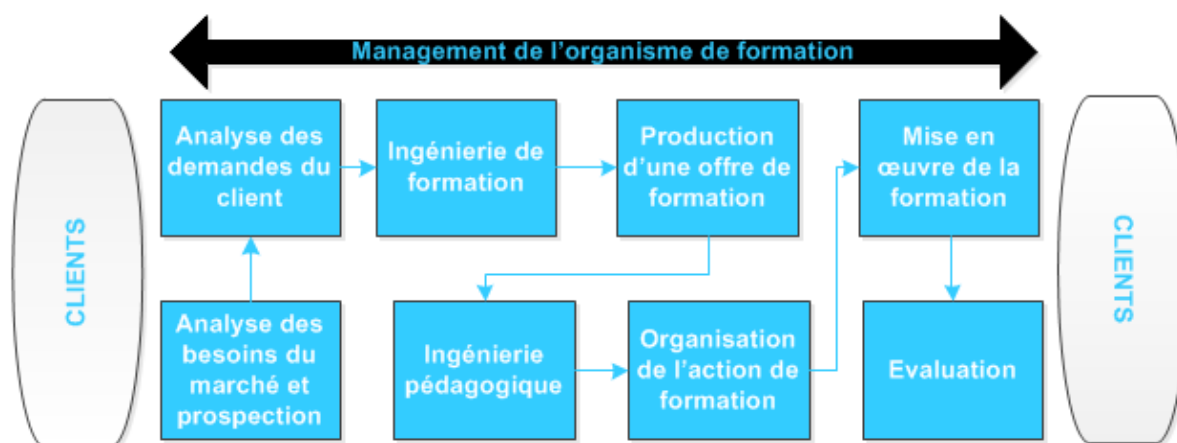 Management de l'organisme de formation
CLIENTS
Analyse des
demandes du
client
Ingénierie de
formation
Production
d'une offre de
formation
Mise en
œuvre de la
formation
Analyse des
besoins du
marché et
prospection
Ingénierie
pédagogique
Organisation
de l'action de
formation
Evaluation
CLIENTS